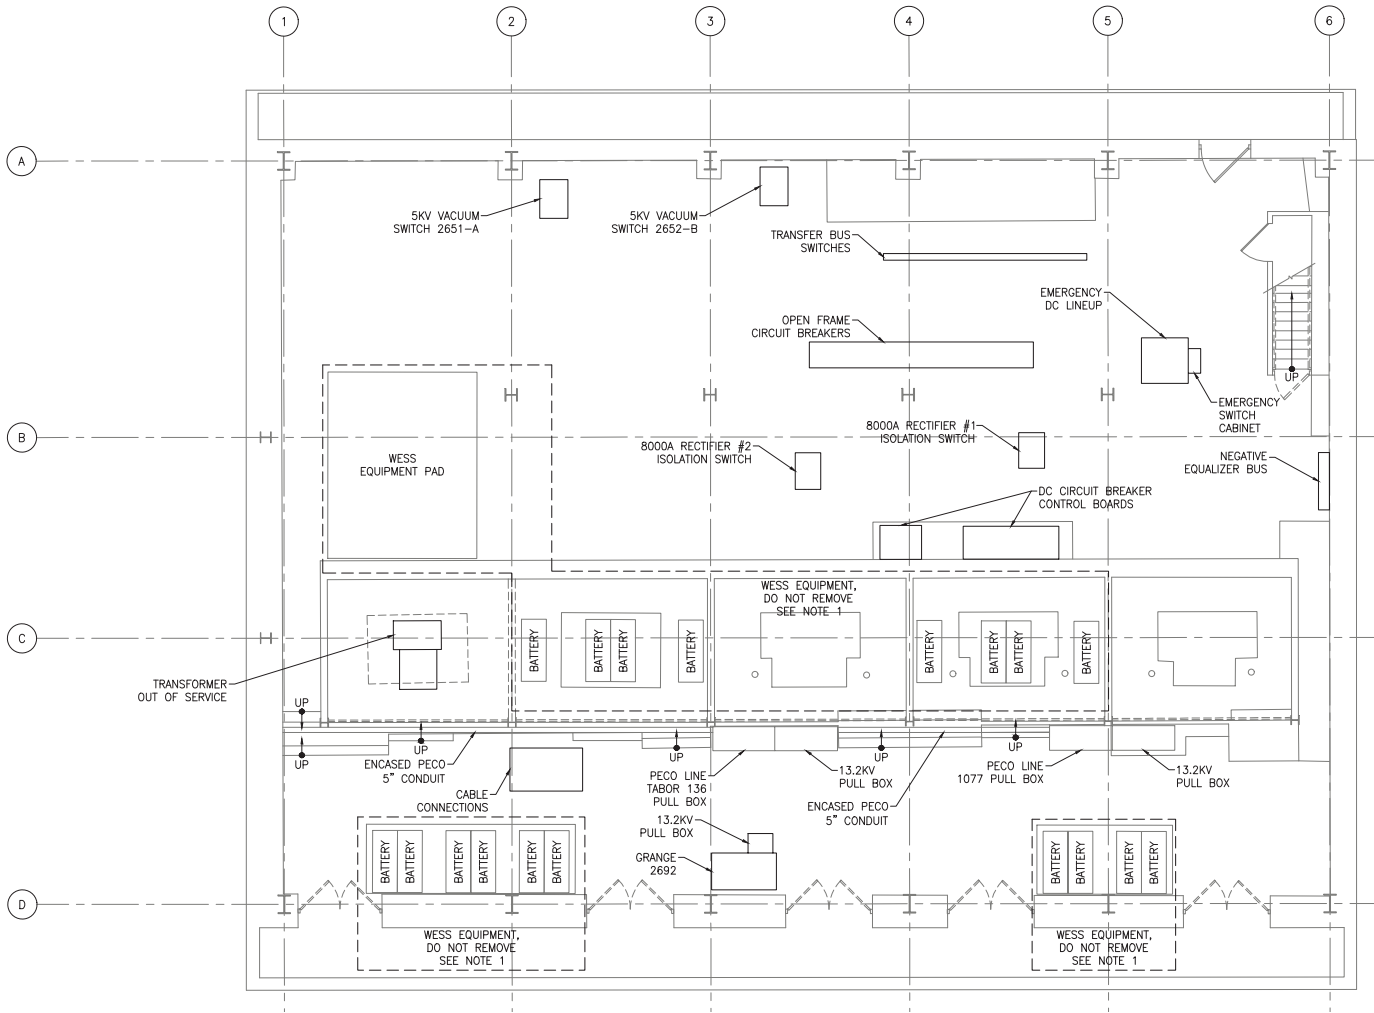 1
2
3
4
5
6
A
5KV VACUUM
SWITCH 2651-A
5KV VACUUM
SWITCH 2652-B
TRANSFER BUS
SWITCHES
EMERGENCY
DC LINEUP
OPEN FRAME
CIRCUIT BREAKERS
UP
EMERGENCY
SWITCH
CABINET
B
8000A RECTIFIER #1
ISOLATION SWITCH
8000A RECTIFIER #2
ISOLATION SWITCH
WESS
EQUIPMENT PAD
NEGATIVE
EQUALIZER BUS
DC CIRCUIT BREAKER
CONTROL BOARDS
WESS EQUIPMENT,
DO NOT REMOVE
SEE NOTE 1
C
BATTERY
BATTERY
BATTERY
BATTERY
BATTERY
BATTERY
BATTERY
BATTERY
TRANSFORMER
OUT OF SERVICE
UP
UP
UP
UP
UP
UP
ENCASED PECO
5" CONDUIT
CABLE
CONNECTIONS
PECO LINE
TABOR 136
PULL BOX
13.2KV
PULL BOX
ENCASED PECO
5" CONDUIT
PECO LINE
1077 PULL BOX
13.2KV
PULL BOX
13.2KV
PULL BOX
GRANGE
2692
BATTERY
BATTERY
BATTERY
BATTERY
BATTERY
BATTERY
BATTERY
BATTERY
BATTERY
BATTERY
D
WESS EQUIPMENT,
DO NOT REMOVE
SEE NOTE 1
WESS EQUIPMENT,
DO NOT REMOVE
SEE NOTE 1